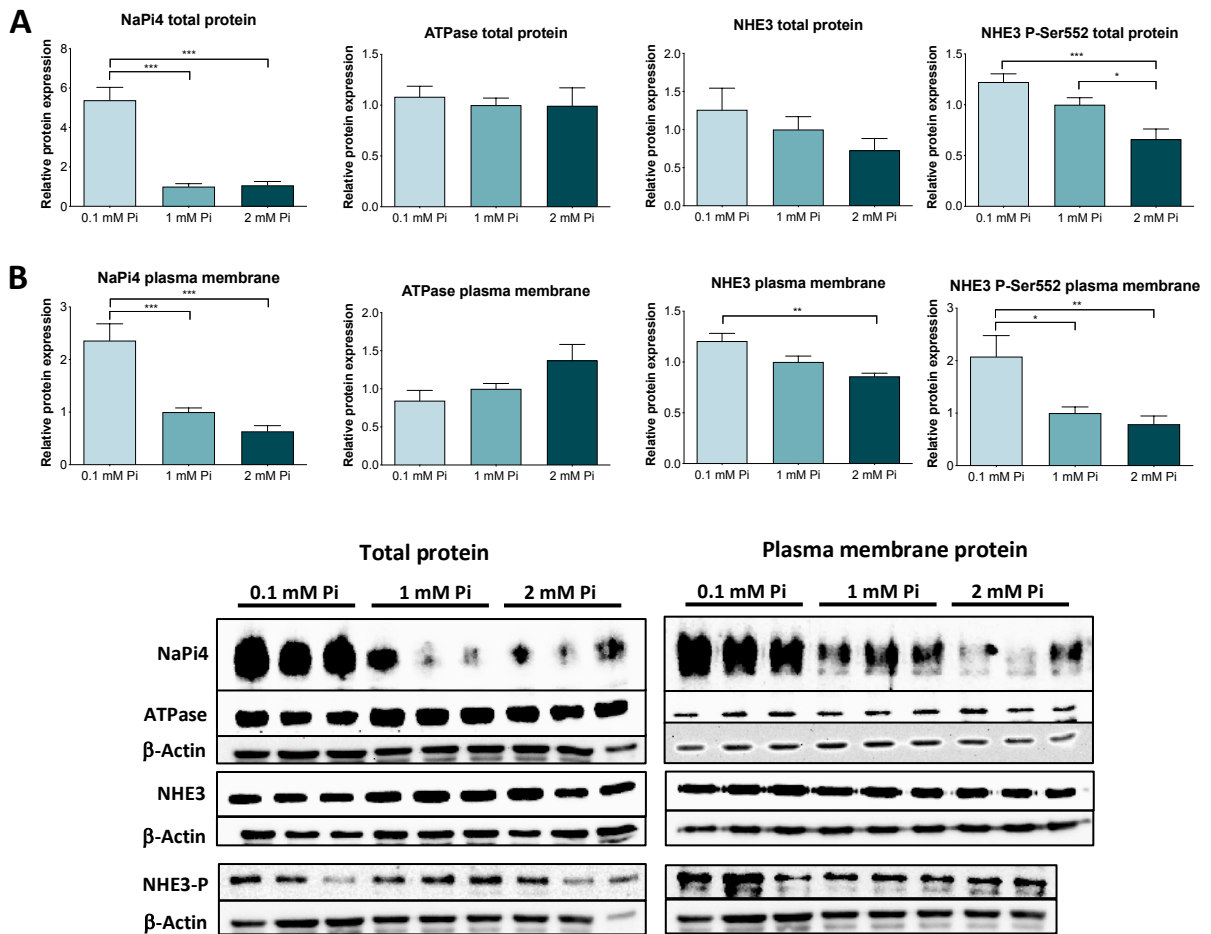 A
NaPi4 total protein
Relative protein expression
8
6
4
2
0
***
***
0.1 mM Pi 1 mM Pi 2 mM Pi
ATPase total protein
Relative protein expression
1.5
1.0
0.5
0.0
0.1 mM Pi 1 mM Pi 2 mM Pi
NHE3 total protein
Relative protein expression
2.0
1.5
1.0
0.5
0.0
0.1 mM Pi 1 mM Pi 2 mM Pi
NHE3 P-Ser552 total protein
Relative protein expression
1.5
1.0
0.5
0.0
***
*
0.1 mM Pi 1 mM Pi 2 mM Pi
B
NaPi4 plasma membrane
Relative protein expression
3
2
1
0
***
***
0.1 mM Pi 1 mM Pi 2 mM Pi
ATPase plasma membrane
Relative protein expression
2.0
1.5
1.0
0.5
0.0
0.1 mM Pi 1 mM Pi 2 mM Pi
NHE3 plasma membrane
Relative protein expression
1.5
1.0
0.5
0.0
**
0.1 mM Pi 1 mM Pi 2 mM Pi
NHE3 P-Ser552 plasma membrane
Relative protein expression
3
2
1
0
**
*
0.1 mM Pi 1 mM Pi 2 mM Pi
Total protein
Plasma membrane protein
0.1 mM Pi 1 mM Pi 2 mM Pi
0.1 mM Pi 1 mM Pi 2 mM Pi
NaPi4
ATPase
β-Actin
NHE3
β-Actin
NHE3-P
β-Actin